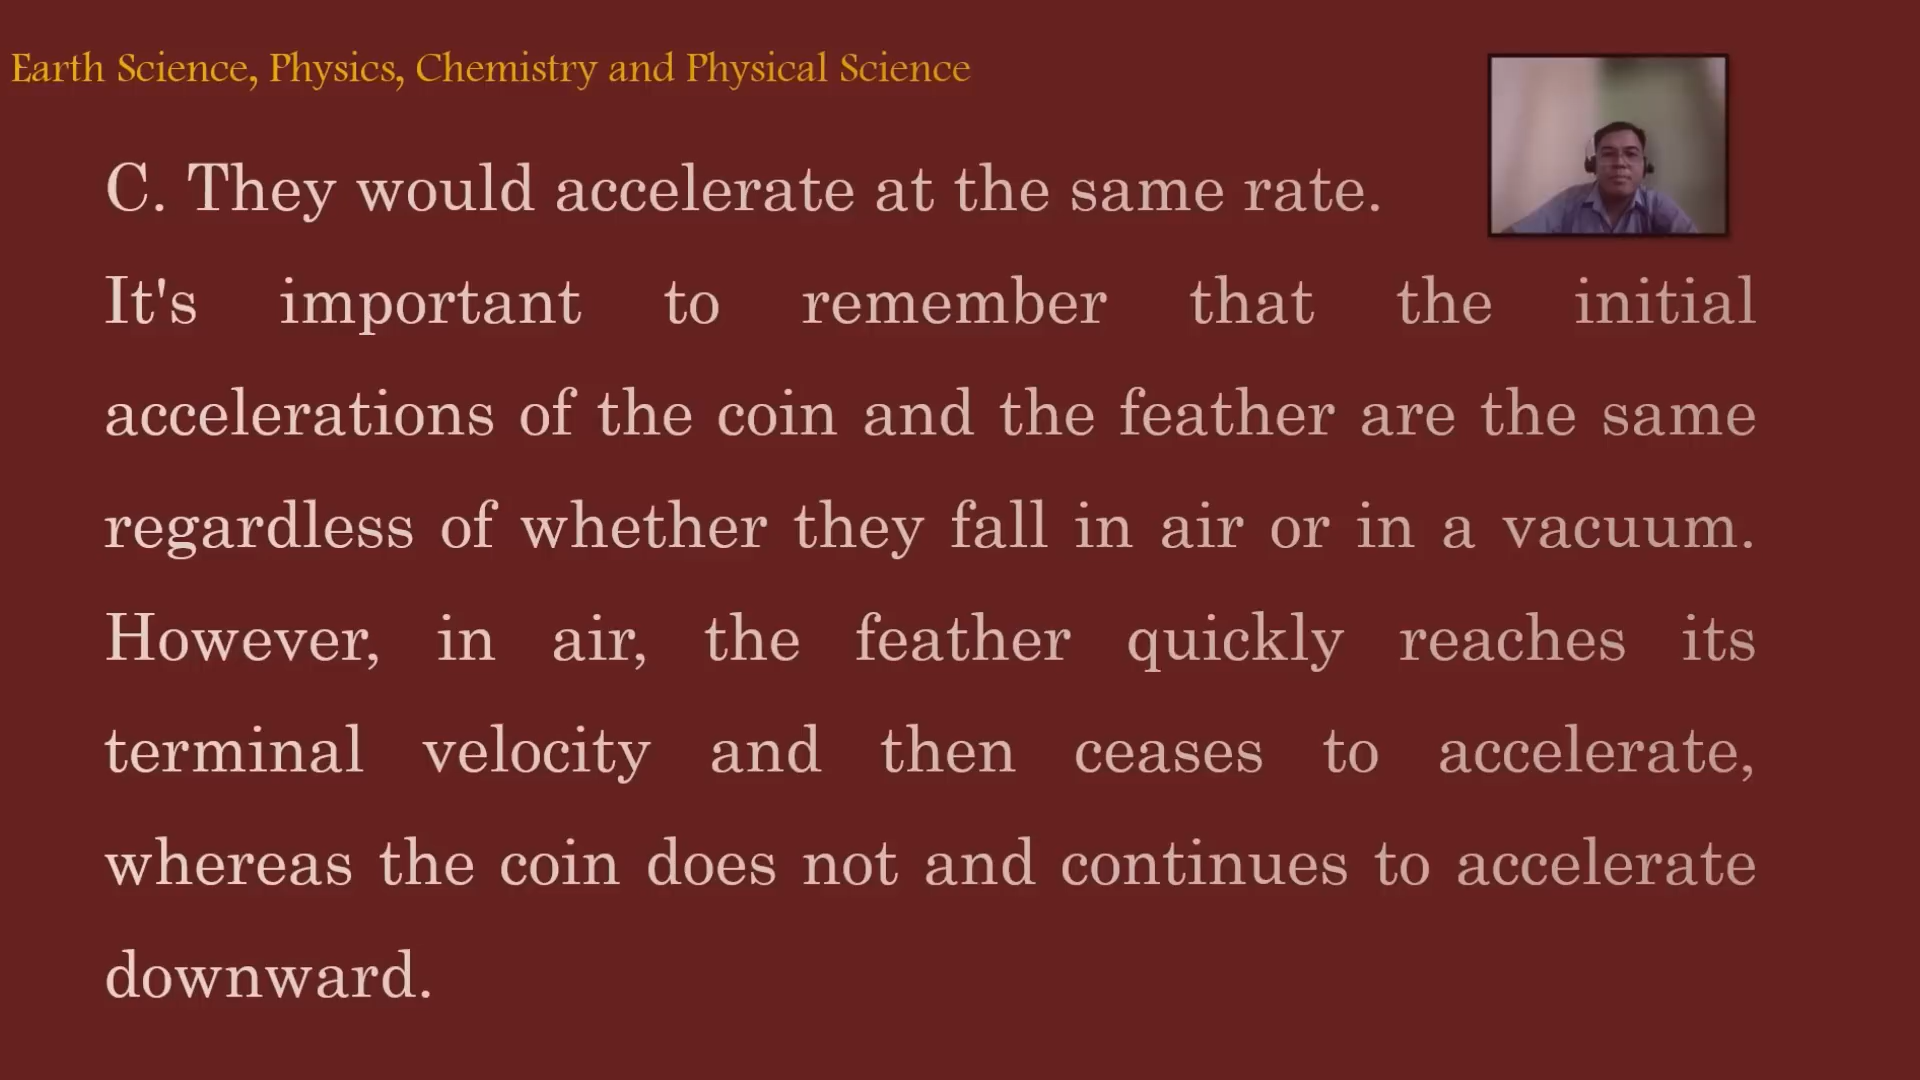 Earth Science, Physics, Chemistry and Physical Science
C. They would accelerate at the same rate.
It's important to remember that the initial
accelerations of the coin and the feather are the same
regardless of whether they fall in air or in a vacuum.
However, in air, the feather quickly reaches its
terminal velocity and then ceases to accelerate,
whereas the coin does not and continues to accelerate
downward.